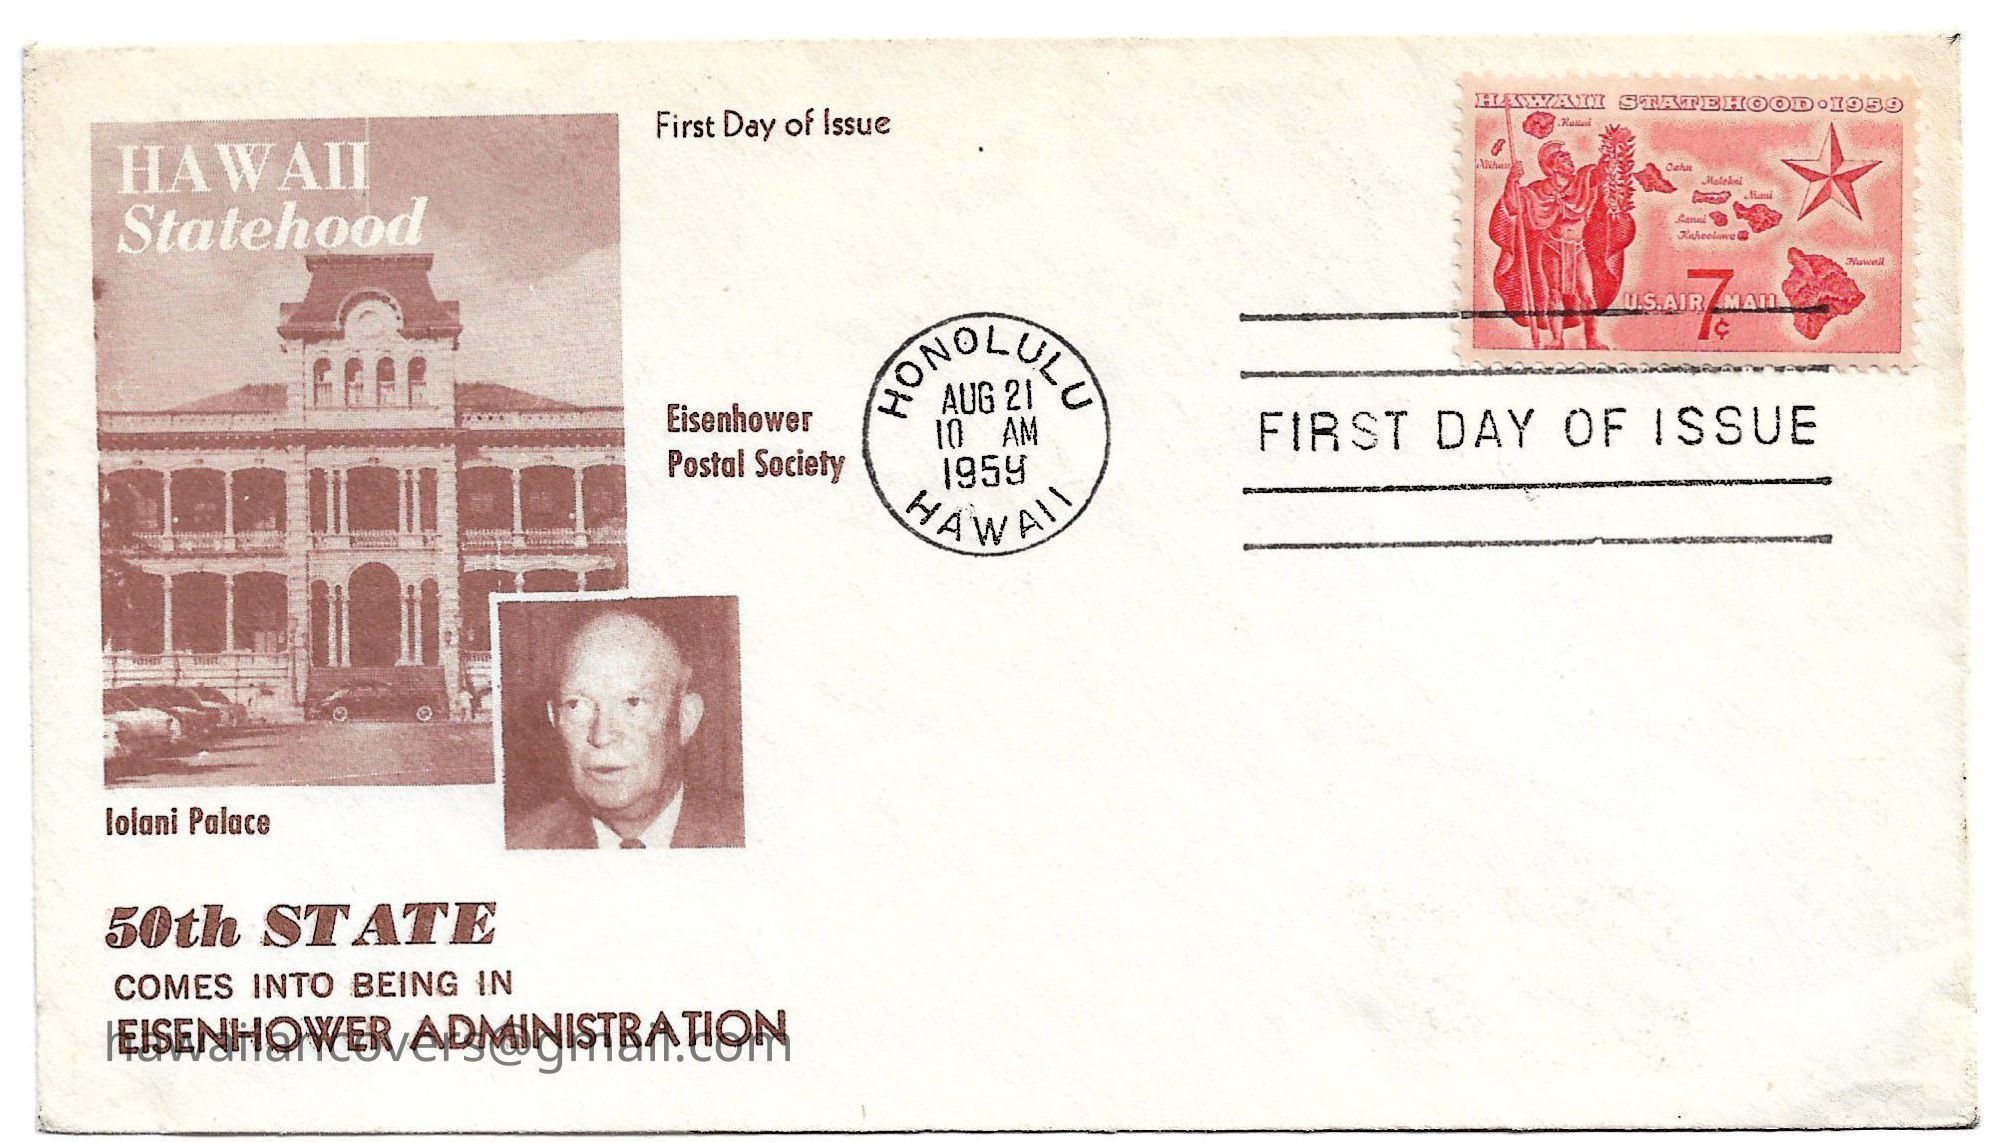 HAWAII
Statehood
First Day of Issue
HAWAII STATEHOOD·1959
Kauai
Niihau
Oahu
Molokai
Maui
Lanai
Kahoolawe
Hawaii
U.S. AIR MAIL
7c
HONOLULU
AUG 21
10 AM
1959
HAWAII
FIRST DAY OF ISSUE
Eisenhower
Postal Society
Iolani Palace
50th STATE
COMES INTO BEING IN
EISENHOWER ADMINISTRATION
hawaiiancovers@gmail.com